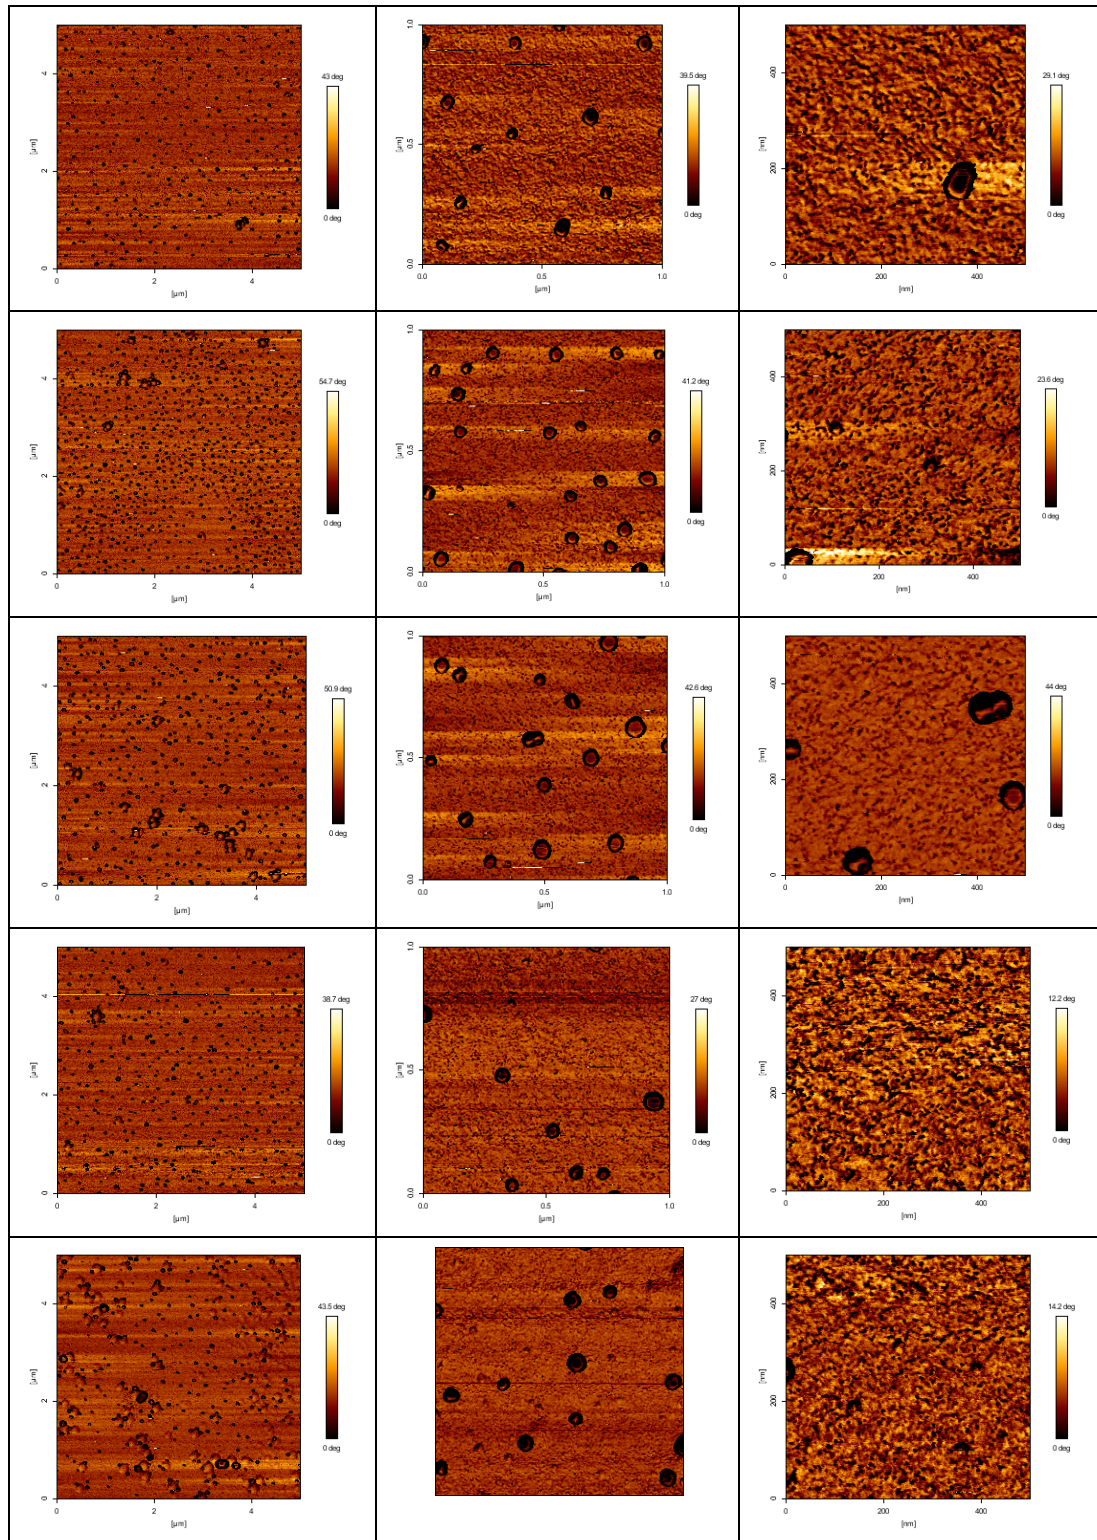 43 deg
0 deg
[µm]
4
2
0
0 2 4
[µm]
39.5 deg
0 deg
[µm]
1.0
0.5
0.0
0.0 0.5 1.0
[µm]
29.1 deg
0 deg
[nm]
400
200
0
0 200 400
[nm]
54.7 deg
0 deg
[µm]
4
2
0
0 2 4
[µm]
41.2 deg
0 deg
[µm]
1.0
0.5
0.0
0.0 0.5 1.0
[µm]
23.6 deg
0 deg
[nm]
400
200
0
0 200 400
[nm]
50.9 deg
0 deg
[µm]
4
2
0
0 2 4
[µm]
42.6 deg
0 deg
[µm]
1.0
0.5
0.0
0.0 0.5 1.0
[µm]
44 deg
0 deg
[nm]
400
200
0
0 200 400
[nm]
38.7 deg
0 deg
[µm]
4
2
0
0 2 4
[µm]
27 deg
0 deg
[µm]
1.0
0.5
0.0
0.0 0.5 1.0
[µm]
12.2 deg
0 deg
[nm]
400
200
0
0 200 400
[nm]
43.5 deg
0 deg
[µm]
4
2
0
0 2 4
[µm]
14.2 deg
0 deg
[nm]
400
200
0
0 200 400
[nm]